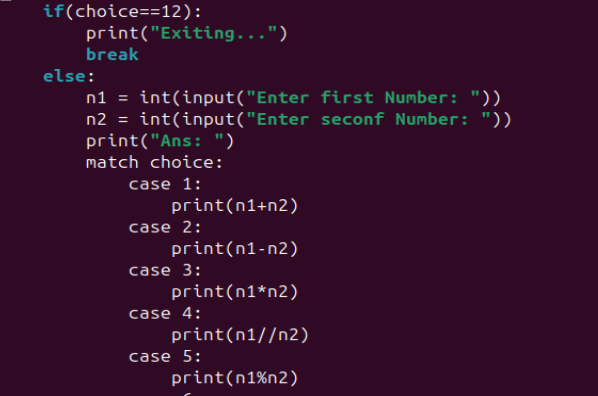 if(choice==12):
print("Exiting...")
break
else:
n1 = int(input("Enter first Number: "))
n2 = int(input("Enter seconf Number: "))
print("Ans: ")
match choice:
case 1:
print(n1+n2)
case 2:
print(n1-n2)
case 3:
print(n1*n2)
case 4:
print(n1//n2)
case 5:
print(n1%n2)